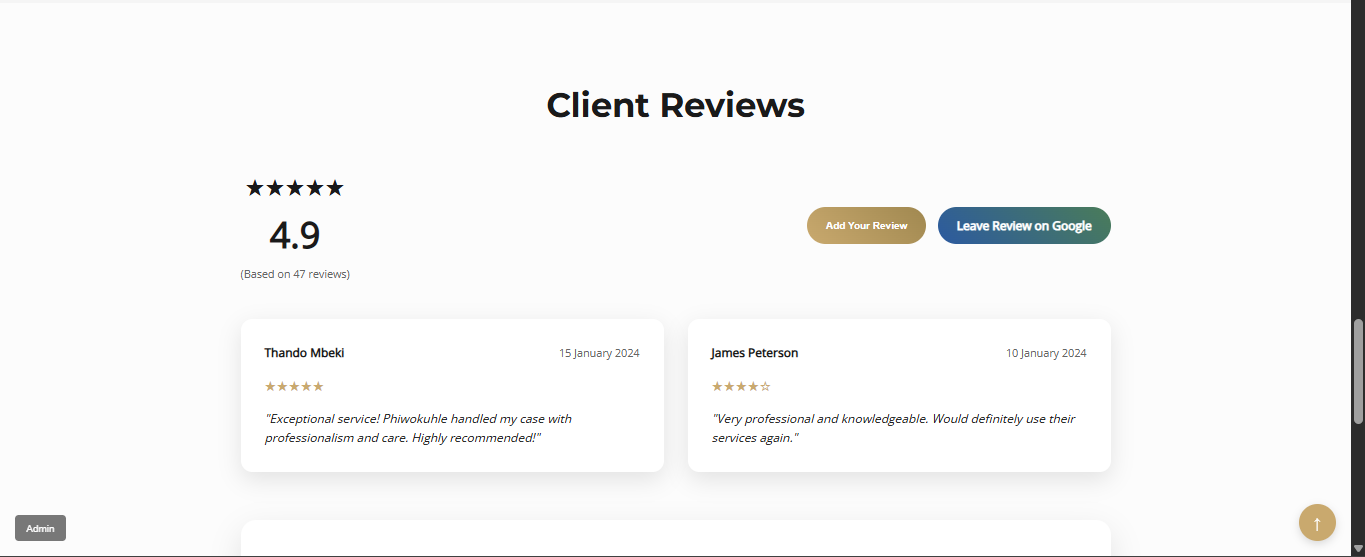 Client Reviews
★★★★★
4.9
(Based on 47 reviews)
Add Your Review
Leave Review on Google
Thando Mbeki
15 January 2024
★★★★★
"Exceptional service! Phiwokuhle handled my case with
professionalism and care. Highly recommended!"
James Peterson
10 January 2024
★★★★☆
"Very professional and knowledgeable. Would definitely use their
services again."
Admin
↑